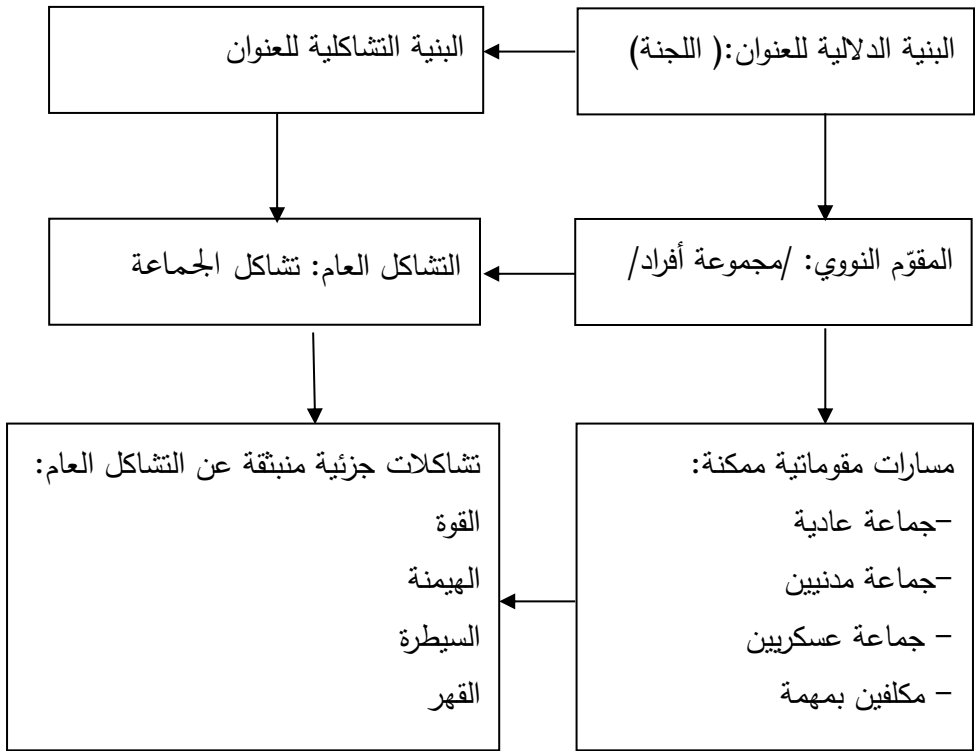 البنية الدلالية للعنوان:( اللجنة)
البنية التشاكلية للعنوان
المقوّم النووي: /مجموعة أفراد/
التشاكل العام: تشاكل الجماعة
مسارات مقوماتية ممكنة:
-جماعة عادية
-جماعة مدنيين
- جماعة عسكريين
- مكلفين بمهمة
تشاكلات جزئية منبثقة عن التشاكل العام:
القوة
الهيمنة
السيطرة
القهر